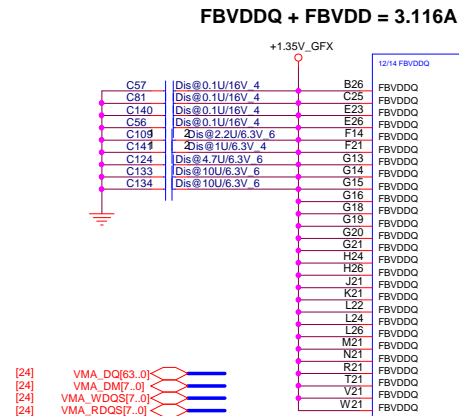 FBVDDQ + FBVDD = 3.116A
+1.35V_GFX
12/14 FBVDDQ
C57 Dis@0.1U/16V_4 B26 FBVDDQ
C81 Dis@0.1U/16V_4 C25 FBVDDQ
C140 Dis@0.1U/16V_4 E23 FBVDDQ
C56 Dis@0.1U/16V_4 E26 FBVDDQ
C109 1 2 Dis@2.2U/6.3V_6 F14 FBVDDQ
C141 1 2 Dis@1U/6.3V_4 F21 FBVDDQ
C124 Dis@4.7U/6.3V_6 G13 FBVDDQ
C133 Dis@10U/6.3V_6 G14 FBVDDQ
C134 Dis@10U/6.3V_6 G15 FBVDDQ
G16 FBVDDQ
G18 FBVDDQ
G19 FBVDDQ
G20 FBVDDQ
G21 FBVDDQ
H24 FBVDDQ
H26 FBVDDQ
J21 FBVDDQ
K21 FBVDDQ
L22 FBVDDQ
L24 FBVDDQ
L26 FBVDDQ
M21 FBVDDQ
N21 FBVDDQ
R21 FBVDDQ
T21 FBVDDQ
V21 FBVDDQ
W21 FBVDDQ
[24] VMA_DQ[63..0]
[24] VMA_DM[7..0]
[24] VMA_WDQS[7..0]
[24] VMA_RDQS[7..0]